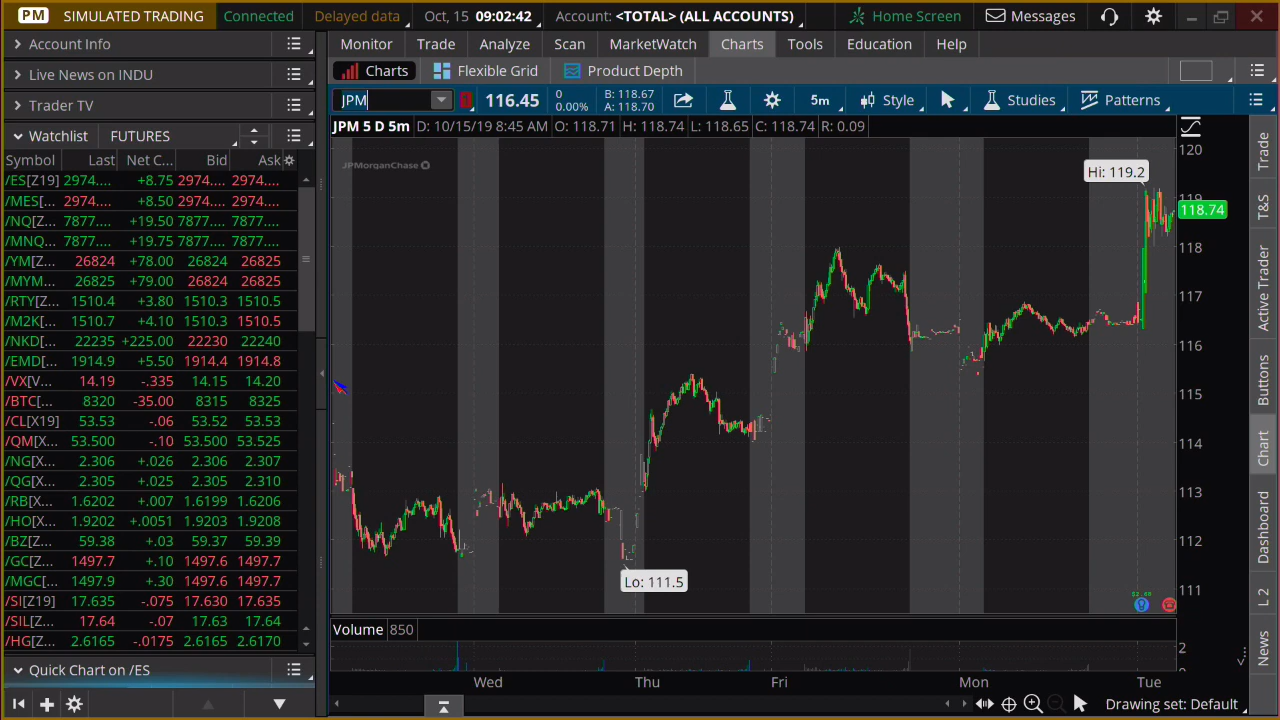 PM SIMULATED TRADING Connected Delayed data Oct, 15 09:02:42 Account: <TOTAL> (ALL ACCOUNTS) Home Screen Messages
Account Info
Live News on INDU
Trader TV
Watchlist FUTURES
Symbol Last Net C... Bid Ask
/ES[Z19] 2974.... +8.75 2974.... 2974....
/MES[... 2974.... +8.50 2974.... 2974....
/NQ[Z... 7877.... +19.50 7877.... 7877....
/MNQ... 7877.... +19.75 7877.... 7877....
/YM[Z... 26824 +78.00 26824 26825
/MYM... 26825 +79.00 26824 26825
/RTY[Z... 1510.4 +3.80 1510.3 1510.5
/M2K[... 1510.7 +4.10 1510.3 1510.5
/NKD[... 22235 +225.00 22230 22240
/EMD[... 1914.9 +5.50 1914.4 1914.8
/VX[V... 14.19 -.335 14.15 14.20
/BTC[... 8320 -35.00 8315 8325
/CL[X19] 53.53 -.06 53.52 53.53
/QM[X... 53.500 -.10 53.500 53.525
/NG[X... 2.306 +.026 2.306 2.307
/QG[X... 2.305 +.025 2.305 2.310
/RB[X... 1.6202 +.007 1.6199 1.6206
/HO[X... 1.9202 +.0051 1.9203 1.9208
/BZ[Z... 59.38 +.03 59.37 59.39
/GC[Z... 1497.7 +.10 1497.6 1497.7
/MGC[... 1497.9 +.30 1497.6 1497.7
/SI[Z19] 17.635 -.075 17.630 17.635
/SIL[Z... 17.64 -.07 17.63 17.64
/HG[Z... 2.6165 -.0175 2.6165 2.6170
Quick Chart on /ES
Monitor Trade Analyze Scan MarketWatch Charts Tools Education Help
Charts Flexible Grid Product Depth
JPM 116.45 0 0.00% B: 118.67 A: 118.70 5m Style Studies Patterns
JPM 5 D 5m D: 10/15/19 8:45 AM O: 118.71 H: 118.74 L: 118.65 C: 118.74 R: 0.09
JPMorganChase
Hi: 119.2
Lo: 111.5
120
119
118.74
118
117
116
115
114
113
112
111
Volume 850
2
Wed Thu Fri Mon Tue
Drawing set: Default
Trade
T&S
Active Trader
Buttons
Chart
Dashboard
L 2
News